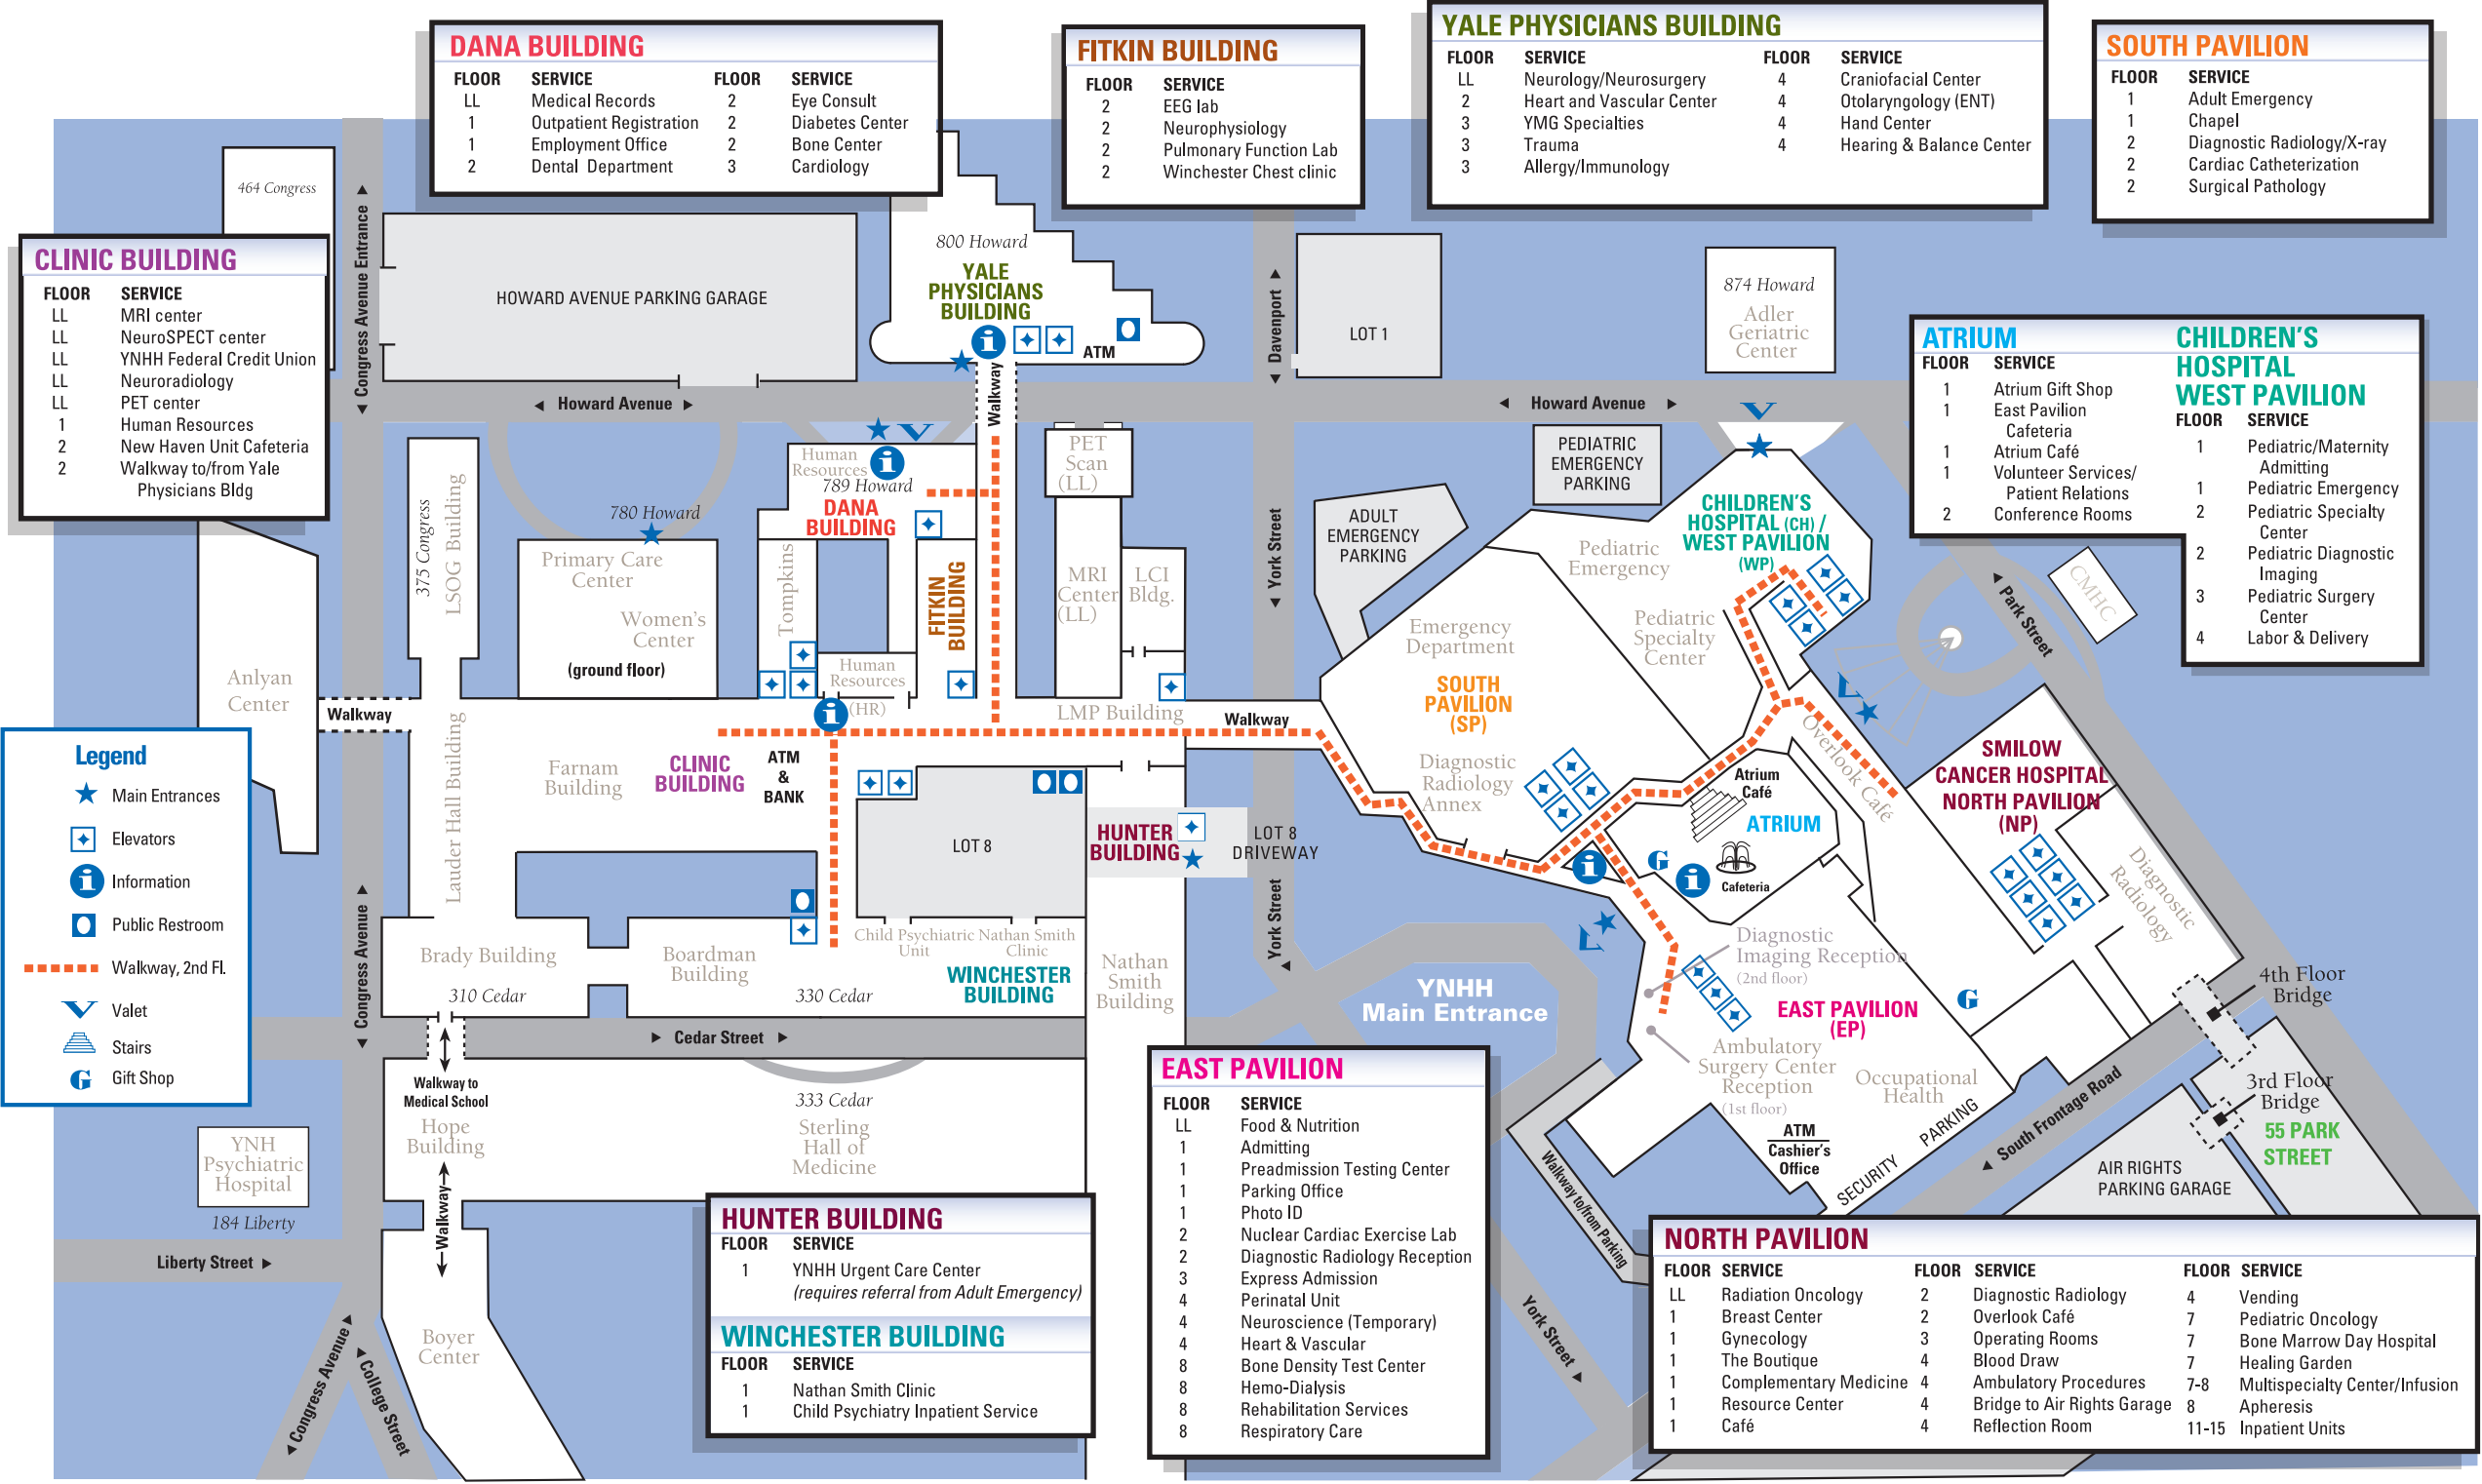 DANA BUILDING
FLOOR SERVICE FLOOR SERVICE
LL Medical Records 2 Eye Consult
1 Outpatient Registration 2 Diabetes Center
1 Employment Office 2 Bone Center
2 Dental Department 3 Cardiology
FITKIN BUILDING
FLOOR SERVICE
2 EEG lab
2 Neurophysiology
2 Pulmonary Function Lab
2 Winchester Chest clinic
YALE PHYSICIANS BUILDING
FLOOR SERVICE FLOOR SERVICE
LL Neurology/Neurosurgery 4 Craniofacial Center
2 Heart and Vascular Center 4 Otolaryngology (ENT)
3 YMG Specialties 4 Hand Center
3 Trauma 4 Hearing & Balance Center
3 Allergy/Immunology
SOUTH PAVILION
FLOOR SERVICE
1 Adult Emergency
1 Chapel
2 Diagnostic Radiology/X-ray
2 Cardiac Catheterization
2 Surgical Pathology
CLINIC BUILDING
FLOOR SERVICE
LL MRI center
LL NeuroSPECT center
LL YNHH Federal Credit Union
LL Neuroradiology
LL PET center
1 Human Resources
2 New Haven Unit Cafeteria
2 Walkway to/from Yale
Physicians Bldg
464 Congress
Congress Avenue Entrance
HOWARD AVENUE PARKING GARAGE
800 Howard
YALE
PHYSICIANS
BUILDING
ATM
Walkway
Davenport
LOT 1
874 Howard
Adler
Geriatric
Center
ATRIUM
FLOOR SERVICE
1 Atrium Gift Shop
1 East Pavilion
Cafeteria
1 Atrium Café
1 Volunteer Services/
Patient Relations
2 Conference Rooms
CHILDREN'S
HOSPITAL
WEST PAVILION
FLOOR SERVICE
1 Pediatric/Maternity
Admitting
1 Pediatric Emergency
2 Pediatric Specialty
Center
2 Pediatric Diagnostic
Imaging
3 Pediatric Surgery
Center
4 Labor & Delivery
Howard Avenue
Howard Avenue
375 Congress
LSOG Building
780 Howard
Primary Care
Center
Women's
Center
(ground floor)
Human
Resources
789 Howard
DANA
BUILDING
Tompkins
FITKIN
BUILDING
Human
Resources
(HR)
PET
Scan
(LL)
MRI
Center
(LL)
LCI
Bldg.
LMP Building
York Street
Walkway
PEDIATRIC
EMERGENCY
PARKING
ADULT
EMERGENCY
PARKING
CHILDREN'S
HOSPITAL (CH) /
WEST PAVILION
(WP)
Pediatric
Emergency
Pediatric
Specialty
Center
Emergency
Department
SOUTH
PAVILION
(SP)
Diagnostic
Radiology
Annex
Park Street
CMHC
Overlook Café
SMILOW
CANCER HOSPITAL
NORTH PAVILION
(NP)
Diagnostic
Radiology
Atrium
Café
ATRIUM
Cafeteria
Anlyan
Center
Walkway
Legend
Main Entrances
Elevators
Information
Public Restroom
Walkway, 2nd Fl.
Valet
Stairs
Gift Shop
Lauder Hall Building
Farnam
Building
CLINIC
BUILDING
ATM
&
BANK
LOT 8
HUNTER
BUILDING
LOT 8
DRIVEWAY
York Street
Congress Avenue
Brady Building
310 Cedar
Boardman
Building
330 Cedar
Child Psychiatric
Unit
Nathan Smith
Clinic
WINCHESTER
BUILDING
Nathan
Smith
Building
YNHH
Main Entrance
Diagnostic
Imaging Reception
(2nd floor)
EAST PAVILION
(EP)
Ambulatory
Surgery Center
Reception
(1st floor)
Occupational
Health
ATM
Cashier's
Office
SECURITY PARKING
South Frontage Road
4th Floor
Bridge
3rd Floor
Bridge
55 PARK
STREET
AIR RIGHTS
PARKING GARAGE
Cedar Street
Walkway to
Medical School
Hope
Building
Walkway
333 Cedar
Sterling
Hall of
Medicine
YNH
Psychiatric
Hospital
184 Liberty
Liberty Street
Boyer
Center
Congress Avenue
College Street
Walkway to/from Parking
York Street
HUNTER BUILDING
FLOOR SERVICE
1 YNHH Urgent Care Center
(requires referral from Adult Emergency)
WINCHESTER BUILDING
FLOOR SERVICE
1 Nathan Smith Clinic
1 Child Psychiatry Inpatient Service
EAST PAVILION
FLOOR SERVICE
LL Food & Nutrition
1 Admitting
1 Preadmission Testing Center
1 Parking Office
1 Photo ID
2 Nuclear Cardiac Exercise Lab
2 Diagnostic Radiology Reception
3 Express Admission
4 Perinatal Unit
4 Neuroscience (Temporary)
4 Heart & Vascular
8 Bone Density Test Center
8 Hemo-Dialysis
8 Rehabilitation Services
8 Respiratory Care
NORTH PAVILION
FLOOR SERVICE FLOOR SERVICE FLOOR SERVICE
LL Radiation Oncology 2 Diagnostic Radiology 4 Vending
1 Breast Center 2 Overlook Café 7 Pediatric Oncology
1 Gynecology 3 Operating Rooms 7 Bone Marrow Day Hospital
1 The Boutique 4 Blood Draw 7 Healing Garden
1 Complementary Medicine 4 Ambulatory Procedures 7-8 Multispecialty Center/Infusion
1 Resource Center 4 Bridge to Air Rights Garage 8 Apheresis
1 Café 4 Reflection Room 11-15 Inpatient Units